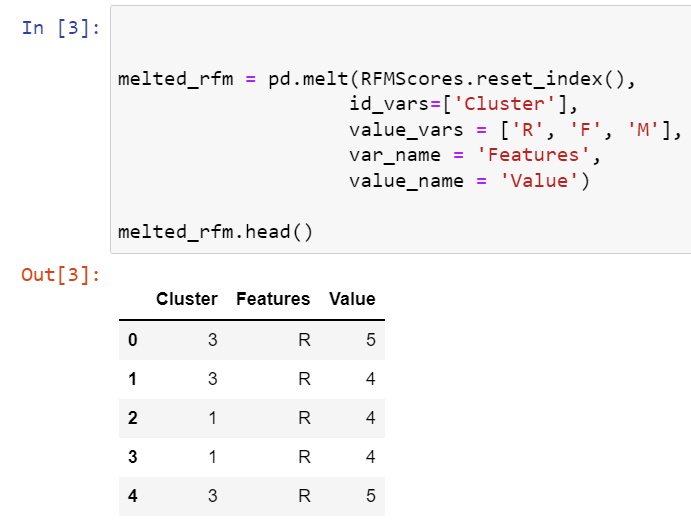 In [3]:
melted_rfm = pd.melt(RFMScores.reset_index(),
id_vars=['Cluster'],
value_vars = ['R', 'F', 'M'],
var_name = 'Features',
value_name = 'Value')
melted_rfm.head()
Out[3]:
Cluster Features Value
0 3 R 5
1 3 R 4
2 1 R 4
3 1 R 4
4 3 R 5